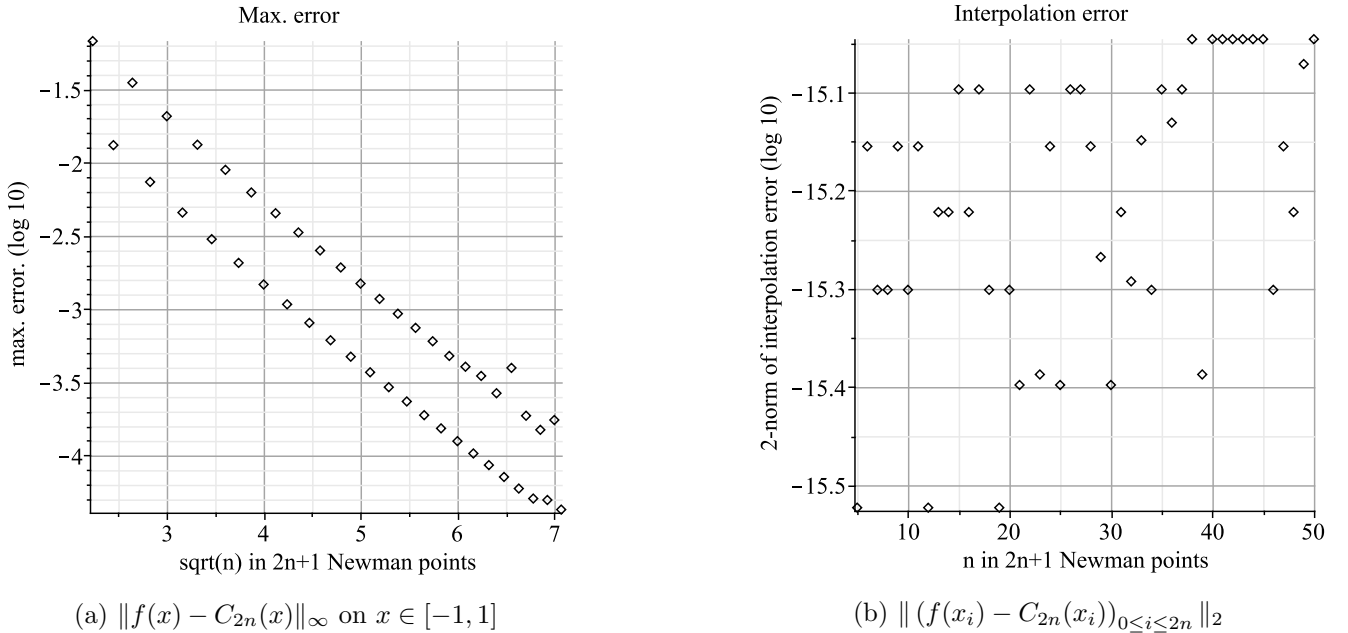 Max. error
max. error. (log 10)
−1.5
−2
−2.5
−3
−3.5
−4
3 4 5 6 7
sqrt(n) in 2n+1 Newman points
(a) ‖f(x) − C₂ₙ(x)‖∞ on x ∈ [−1, 1]
Interpolation error
2-norm of interpolation error (log 10)
−15.1
−15.2
−15.3
−15.4
−15.5
10 20 30 40 50
n in 2n+1 Newman points
(b) ‖ (f(xᵢ) − C₂ₙ(xᵢ))₀≤ᵢ≤₂ₙ ‖₂